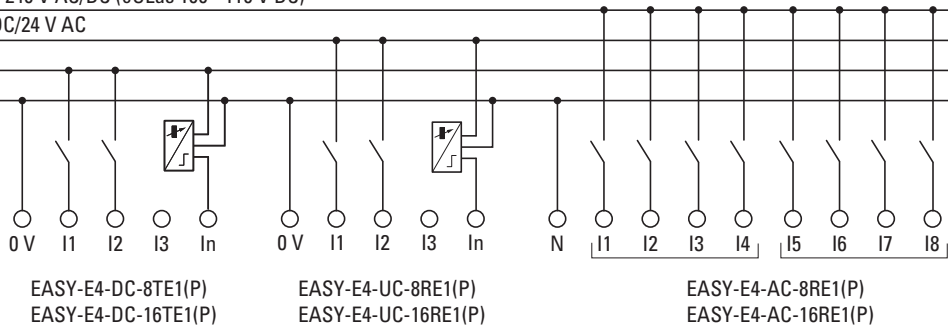 240 V AC/DC (cULus 100 - 110 V DC)
DC/24 V AC
0 V I1 I2 I3 In 0 V I1 I2 I3 In N I1 I2 I3 I4 I5 I6 I7 I8
EASY-E4-DC-8TE1(P) EASY-E4-UC-8RE1(P) EASY-E4-AC-8RE1(P)
EASY-E4-DC-16TE1(P) EASY-E4-UC-16RE1(P) EASY-E4-AC-16RE1(P)